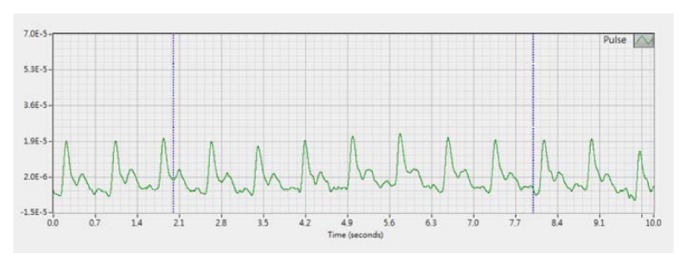 Pulse
7.0E-5
5.3E-5
3.6E-5
1.9E-5
2.0E-6
-1.5E-5
0.0 0.7 1.4 2.1 2.8 3.5 4.2 4.9 5.6 6.3 7.0 7.7 8.4 9.1 10.0
Time (seconds)